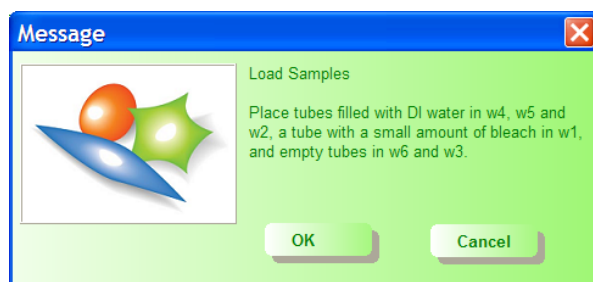 Message
Load Samples
Place tubes filled with DI water in w4, w5 and
w2, a tube with a small amount of bleach in w1,
and empty tubes in w6 and w3.
OK
Cancel